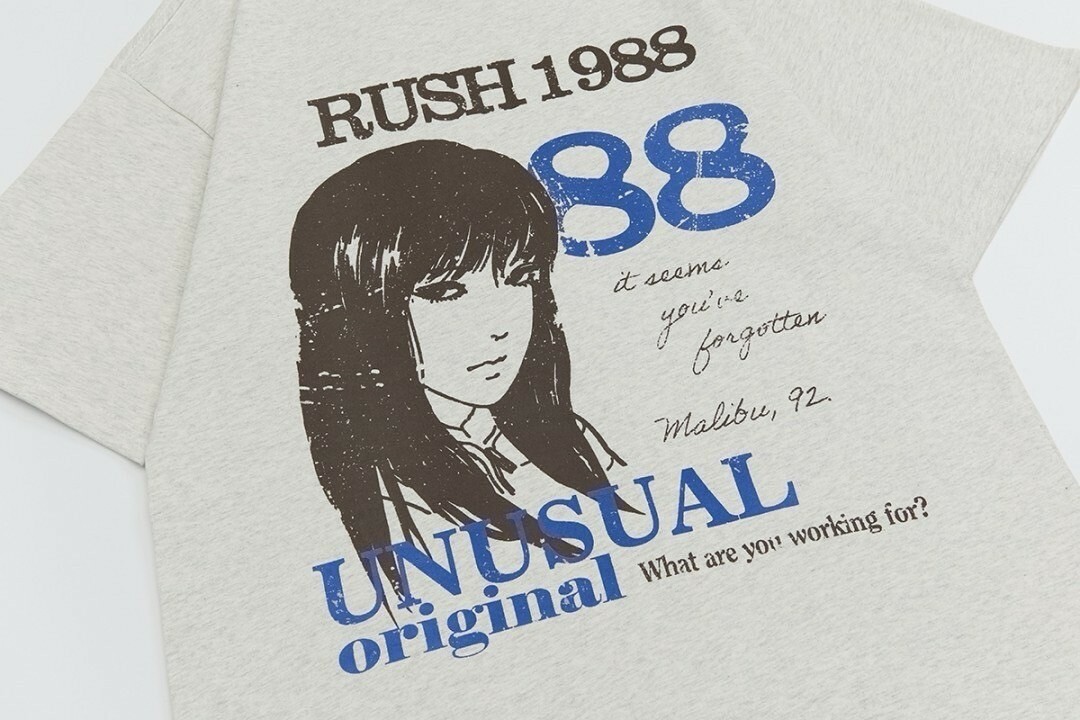 RUSH 1988
88
it seems
you've
forgotten
Malibu, 92.
UNUSUAL
original
What are you working for?